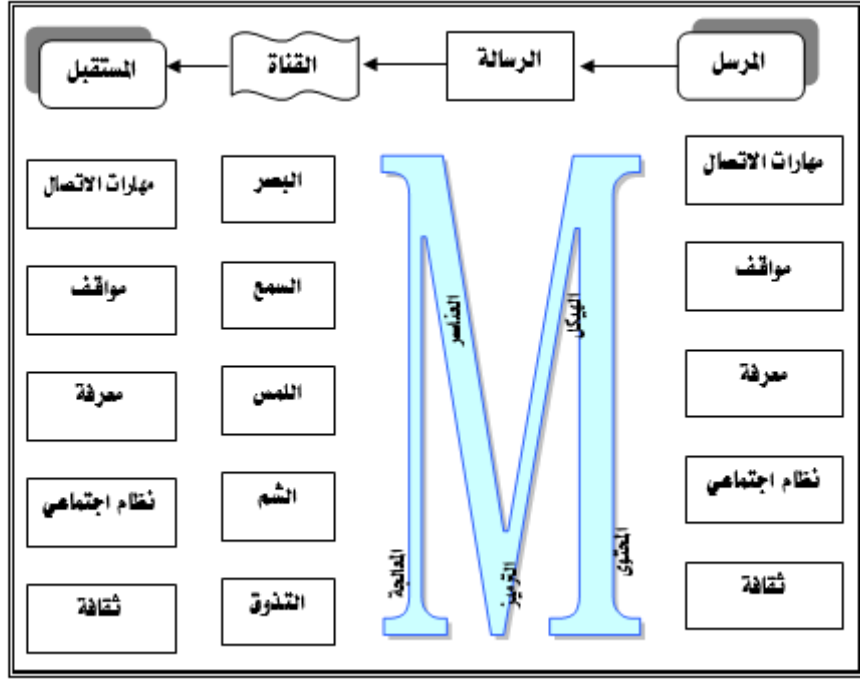 المرسل
الرسالة
القناة
المستقبل
مهارات الاتصال
مواقف
معرفة
نظام اجتماعي
ثقافة
M
المحتوى
الهيكل
الترميز
العناصر
المعالجة
البصر
السمع
اللمس
الشم
التذوق
مهارات الاتصال
مواقف
معرفة
نظام اجتماعي
ثقافة